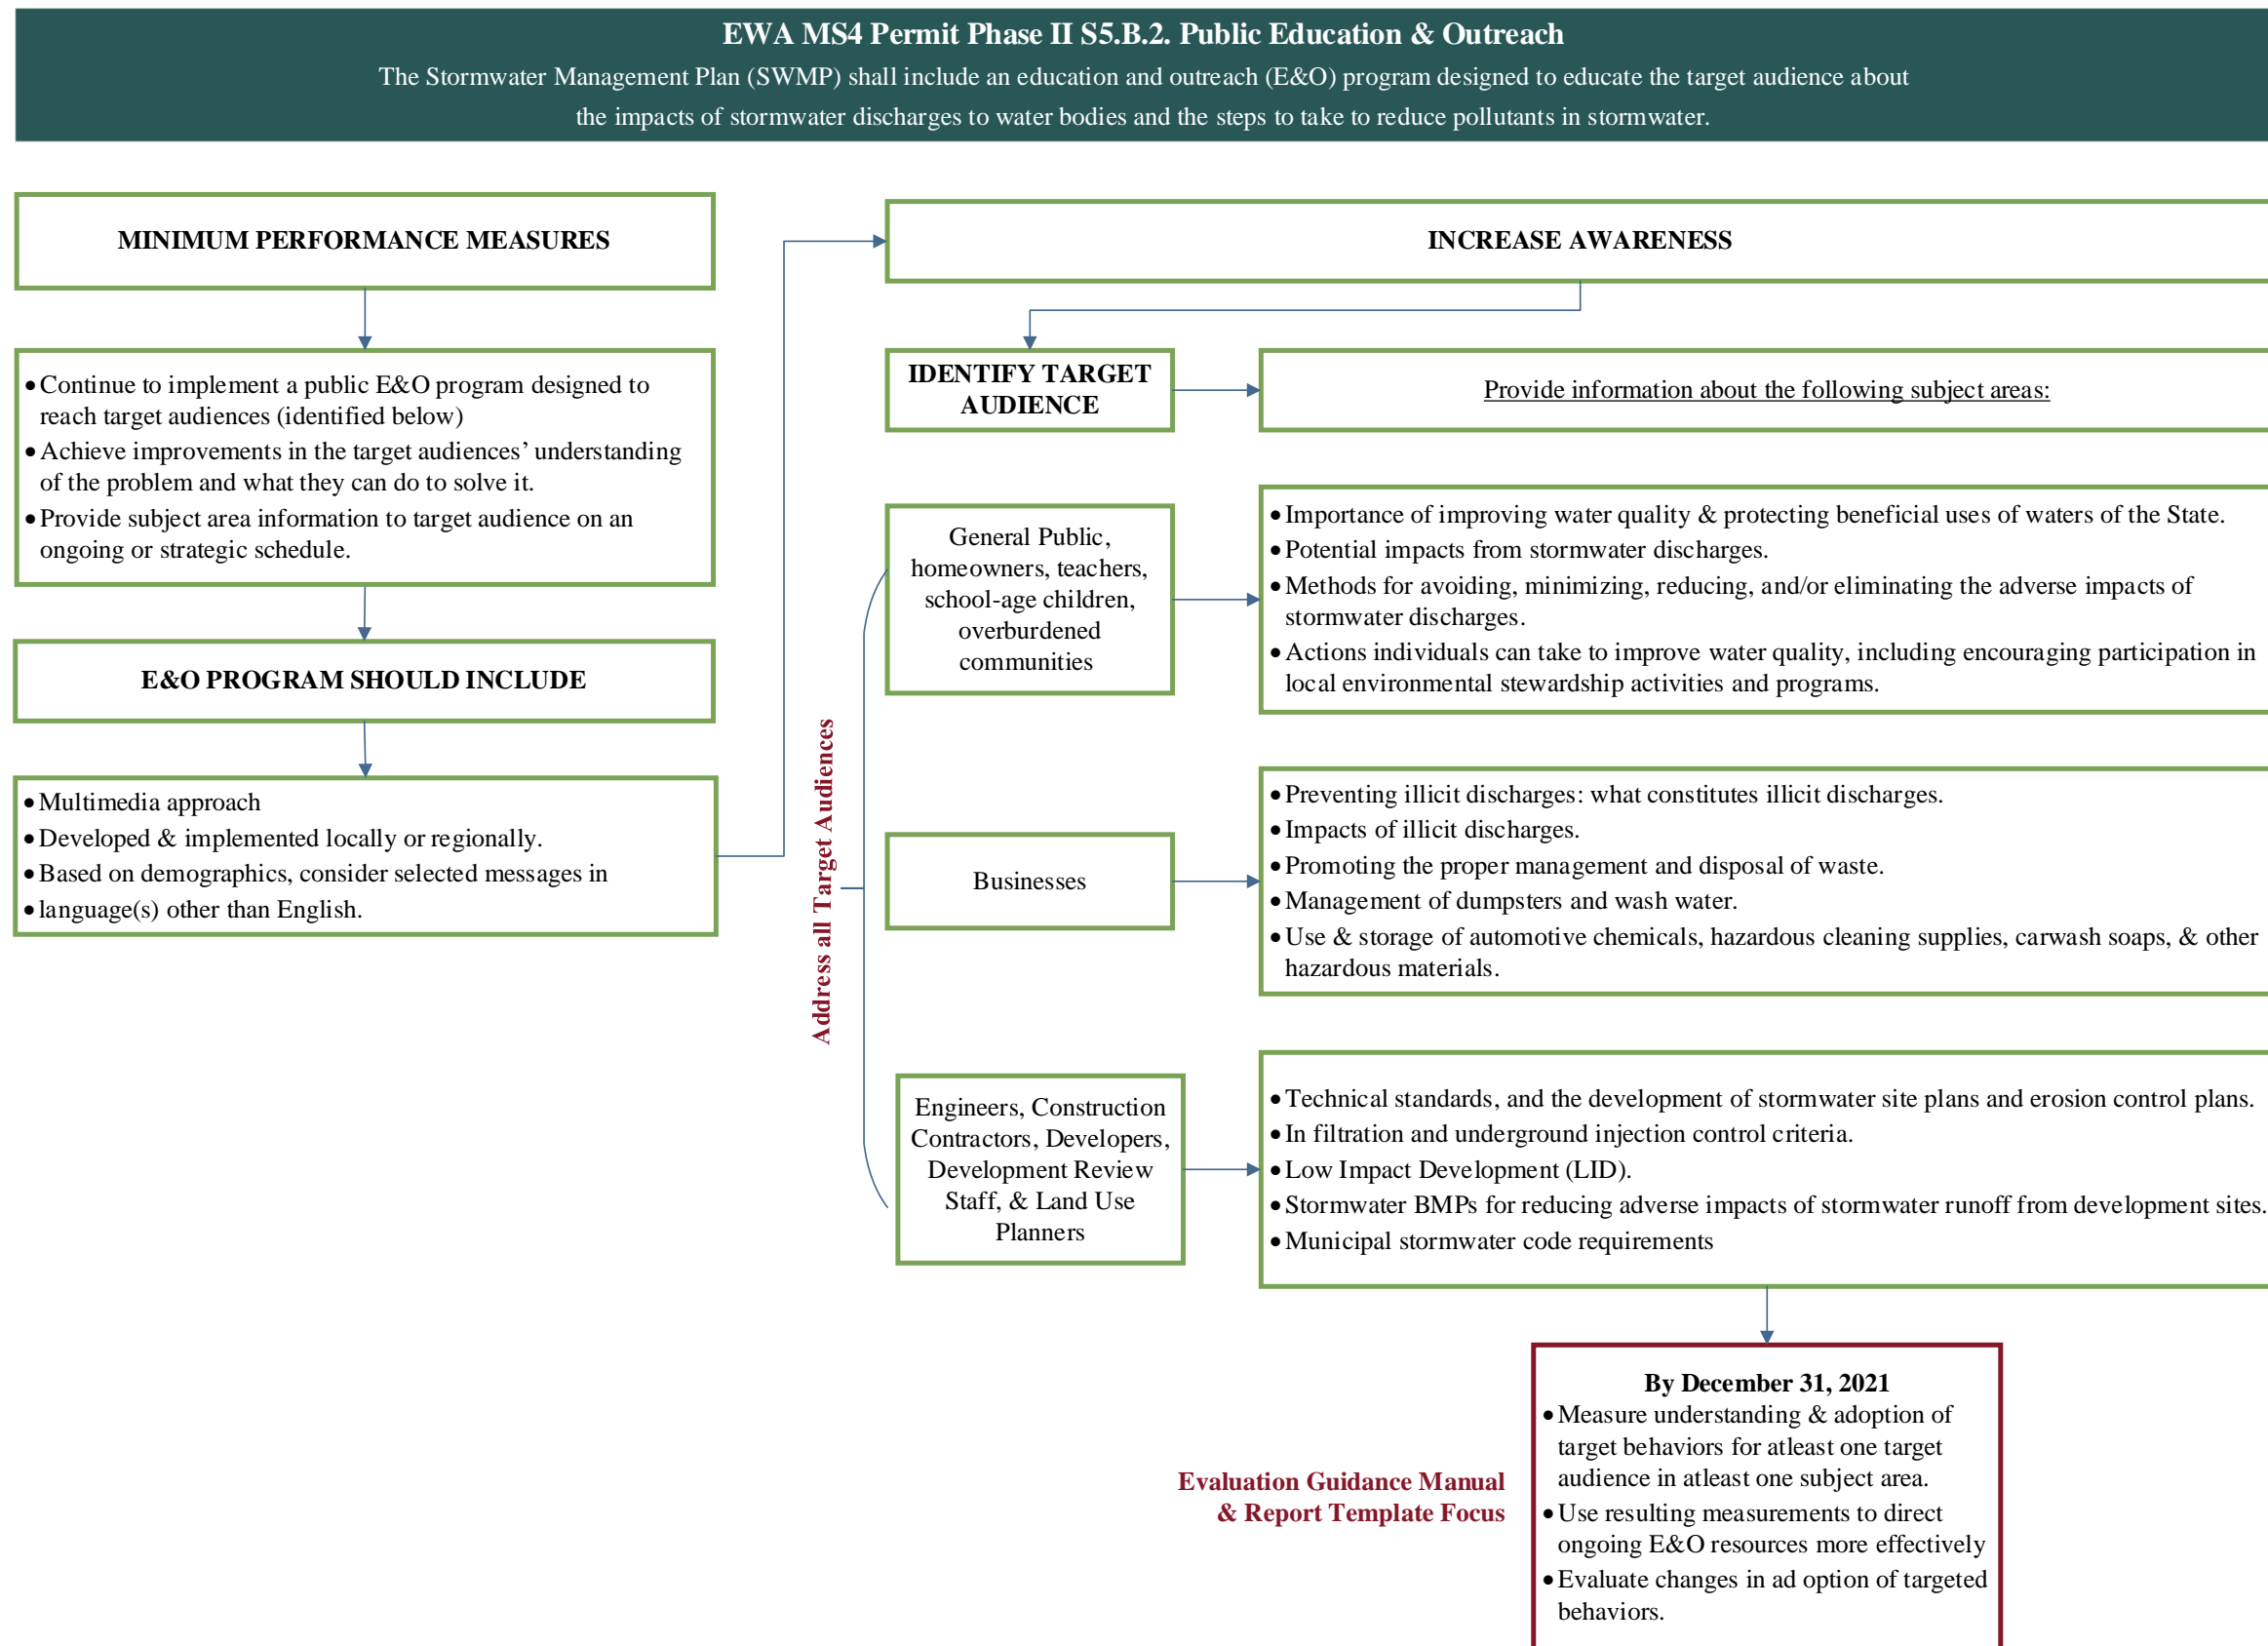 EWA MS4 Permit Phase II S5.B.2. Public Education & Outreach
The Stormwater Management Plan (SWMP) shall include an education and outreach (E&O) program designed to educate the target audience about
the impacts of stormwater discharges to water bodies and the steps to take to reduce pollutants in stormwater.
MINIMUM PERFORMANCE MEASURES
• Continue to implement a public E&O program designed to
reach target audiences (identified below)
• Achieve improvements in the target audiences’ understanding
of the problem and what they can do to solve it.
• Provide subject area information to target audience on an
ongoing or strategic schedule.
E&O PROGRAM SHOULD INCLUDE
• Multimedia approach
• Developed & implemented locally or regionally.
• Based on demographics, consider selected messages in
• language(s) other than English.
INCREASE AWARENESS
IDENTIFY TARGET
AUDIENCE
Provide information about the following subject areas:
Address all Target Audiences
General Public,
homeowners, teachers,
school-age children,
overburdened
communities
• Importance of improving water quality & protecting beneficial uses of waters of the State.
• Potential impacts from stormwater discharges.
• Methods for avoiding, minimizing, reducing, and/or eliminating the adverse impacts of
stormwater discharges.
• Actions individuals can take to improve water quality, including encouraging participation in
local environmental stewardship activities and programs.
Businesses
• Preventing illicit discharges: what constitutes illicit discharges.
• Impacts of illicit discharges.
• Promoting the proper management and disposal of waste.
• Management of dumpsters and wash water.
• Use & storage of automotive chemicals, hazardous cleaning supplies, carwash soaps, & other
hazardous materials.
Engineers, Construction
Contractors, Developers,
Development Review
Staff, & Land Use
Planners
• Technical standards, and the development of stormwater site plans and erosion control plans.
• In filtration and underground injection control criteria.
• Low Impact Development (LID).
• Stormwater BMPs for reducing adverse impacts of stormwater runoff from development sites.
• Municipal stormwater code requirements
Evaluation Guidance Manual
& Report Template Focus
By December 31, 2021
• Measure understanding & adoption of
target behaviors for atleast one target
audience in atleast one subject area.
• Use resulting measurements to direct
ongoing E&O resources more effectively
• Evaluate changes in ad option of targeted
behaviors.